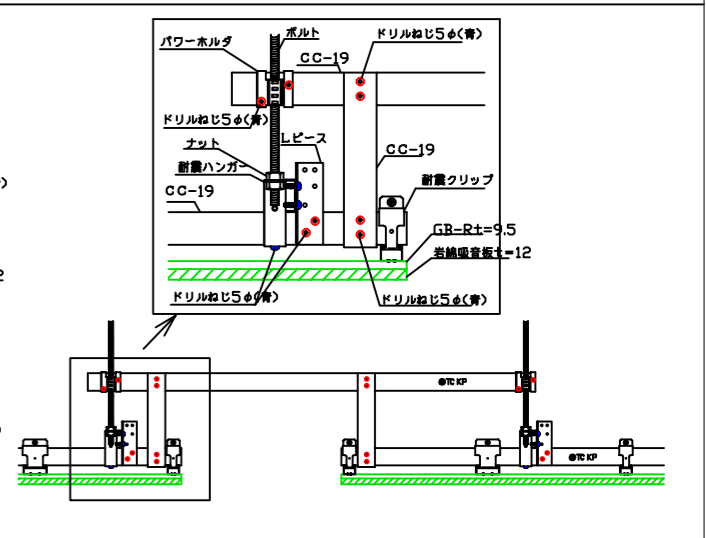 パワーホルダ
ボルト
CC-19
ドリルねじ5φ(青)
ドリルねじ5φ(青)
ナット
耐震ハンガー
Lピース
CC-19
CC-19
耐震クリップ
GB-Rt=9.5
岩綿吸音板t=12
ドリルねじ5φ(青)
ドリルねじ5φ(青)
©TC KP
©TC KP